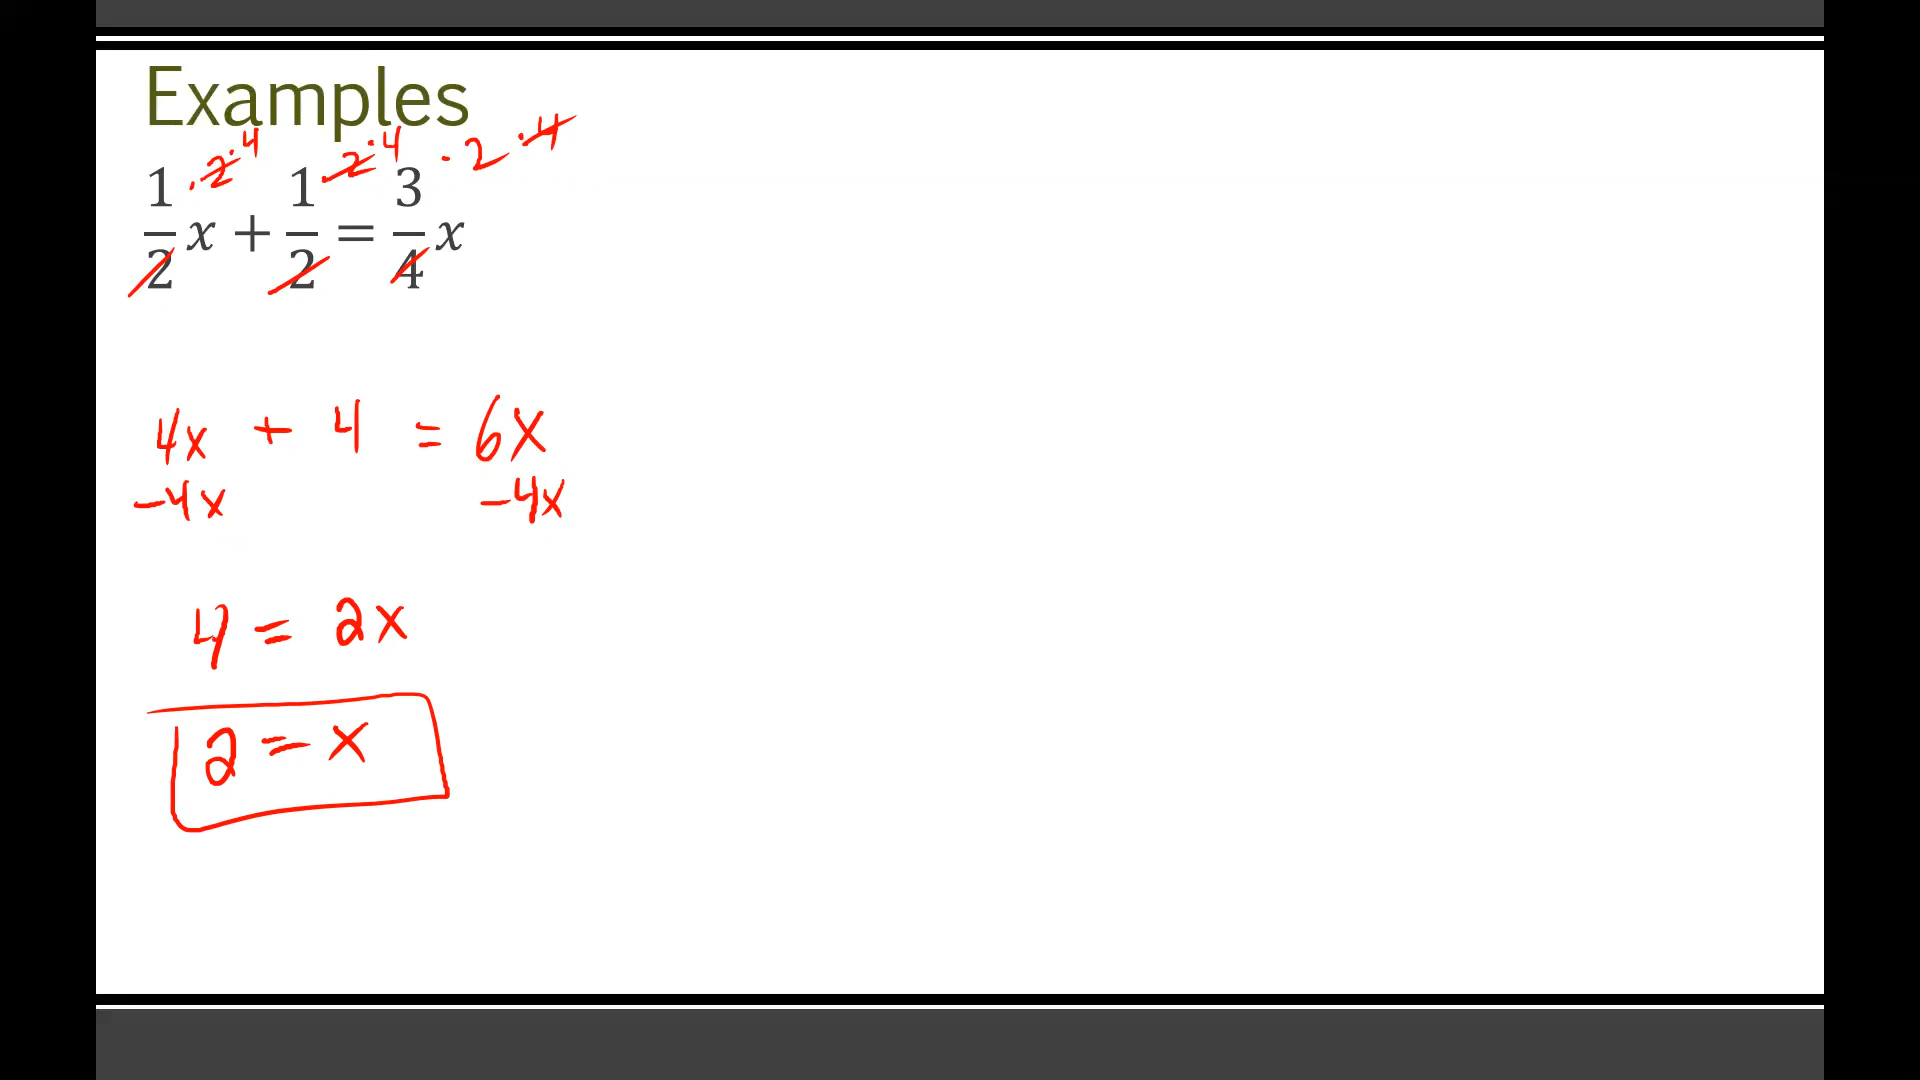 Examples
1/2 · 2 · 4 x + 1/2 · 2 · 4 = 3/4 · 2 · 4 x
4x + 4 = 6x
-4x -4x
4 = 2x
2 = x